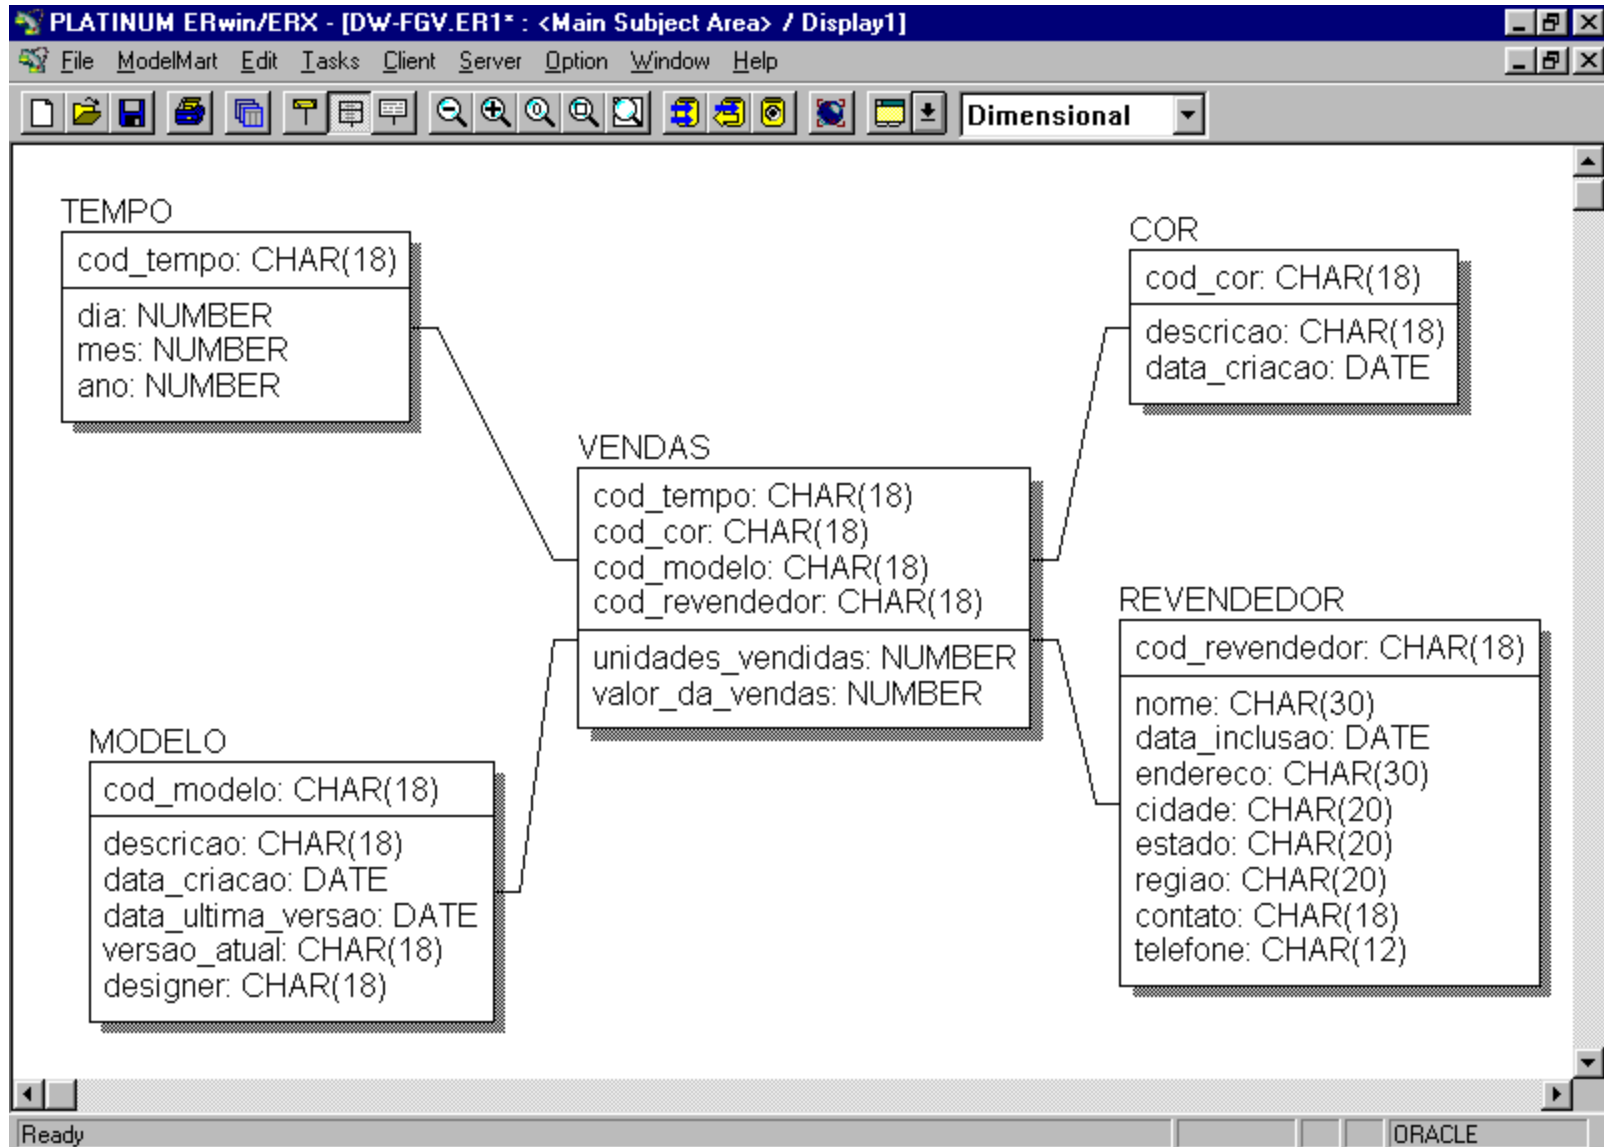 PLATINUM ERwin/ERX - [DW-FGV.ER1* : <Main Subject Area> / Display1]
File ModelMart Edit Tasks Client Server Option Window Help
Dimensional
TEMPO
cod_tempo: CHAR(18)
dia: NUMBER
mes: NUMBER
ano: NUMBER
COR
cod_cor: CHAR(18)
descricao: CHAR(18)
data_criacao: DATE
VENDAS
cod_tempo: CHAR(18)
cod_cor: CHAR(18)
cod_modelo: CHAR(18)
cod_revendedor: CHAR(18)
unidades_vendidas: NUMBER
valor_da_vendas: NUMBER
REVENDEDOR
cod_revendedor: CHAR(18)
nome: CHAR(30)
data_inclusao: DATE
endereco: CHAR(30)
cidade: CHAR(20)
estado: CHAR(20)
regiao: CHAR(20)
contato: CHAR(18)
telefone: CHAR(12)
MODELO
cod_modelo: CHAR(18)
descricao: CHAR(18)
data_criacao: DATE
data_ultima_versao: DATE
versao_atual: CHAR(18)
designer: CHAR(18)
Ready
ORACLE